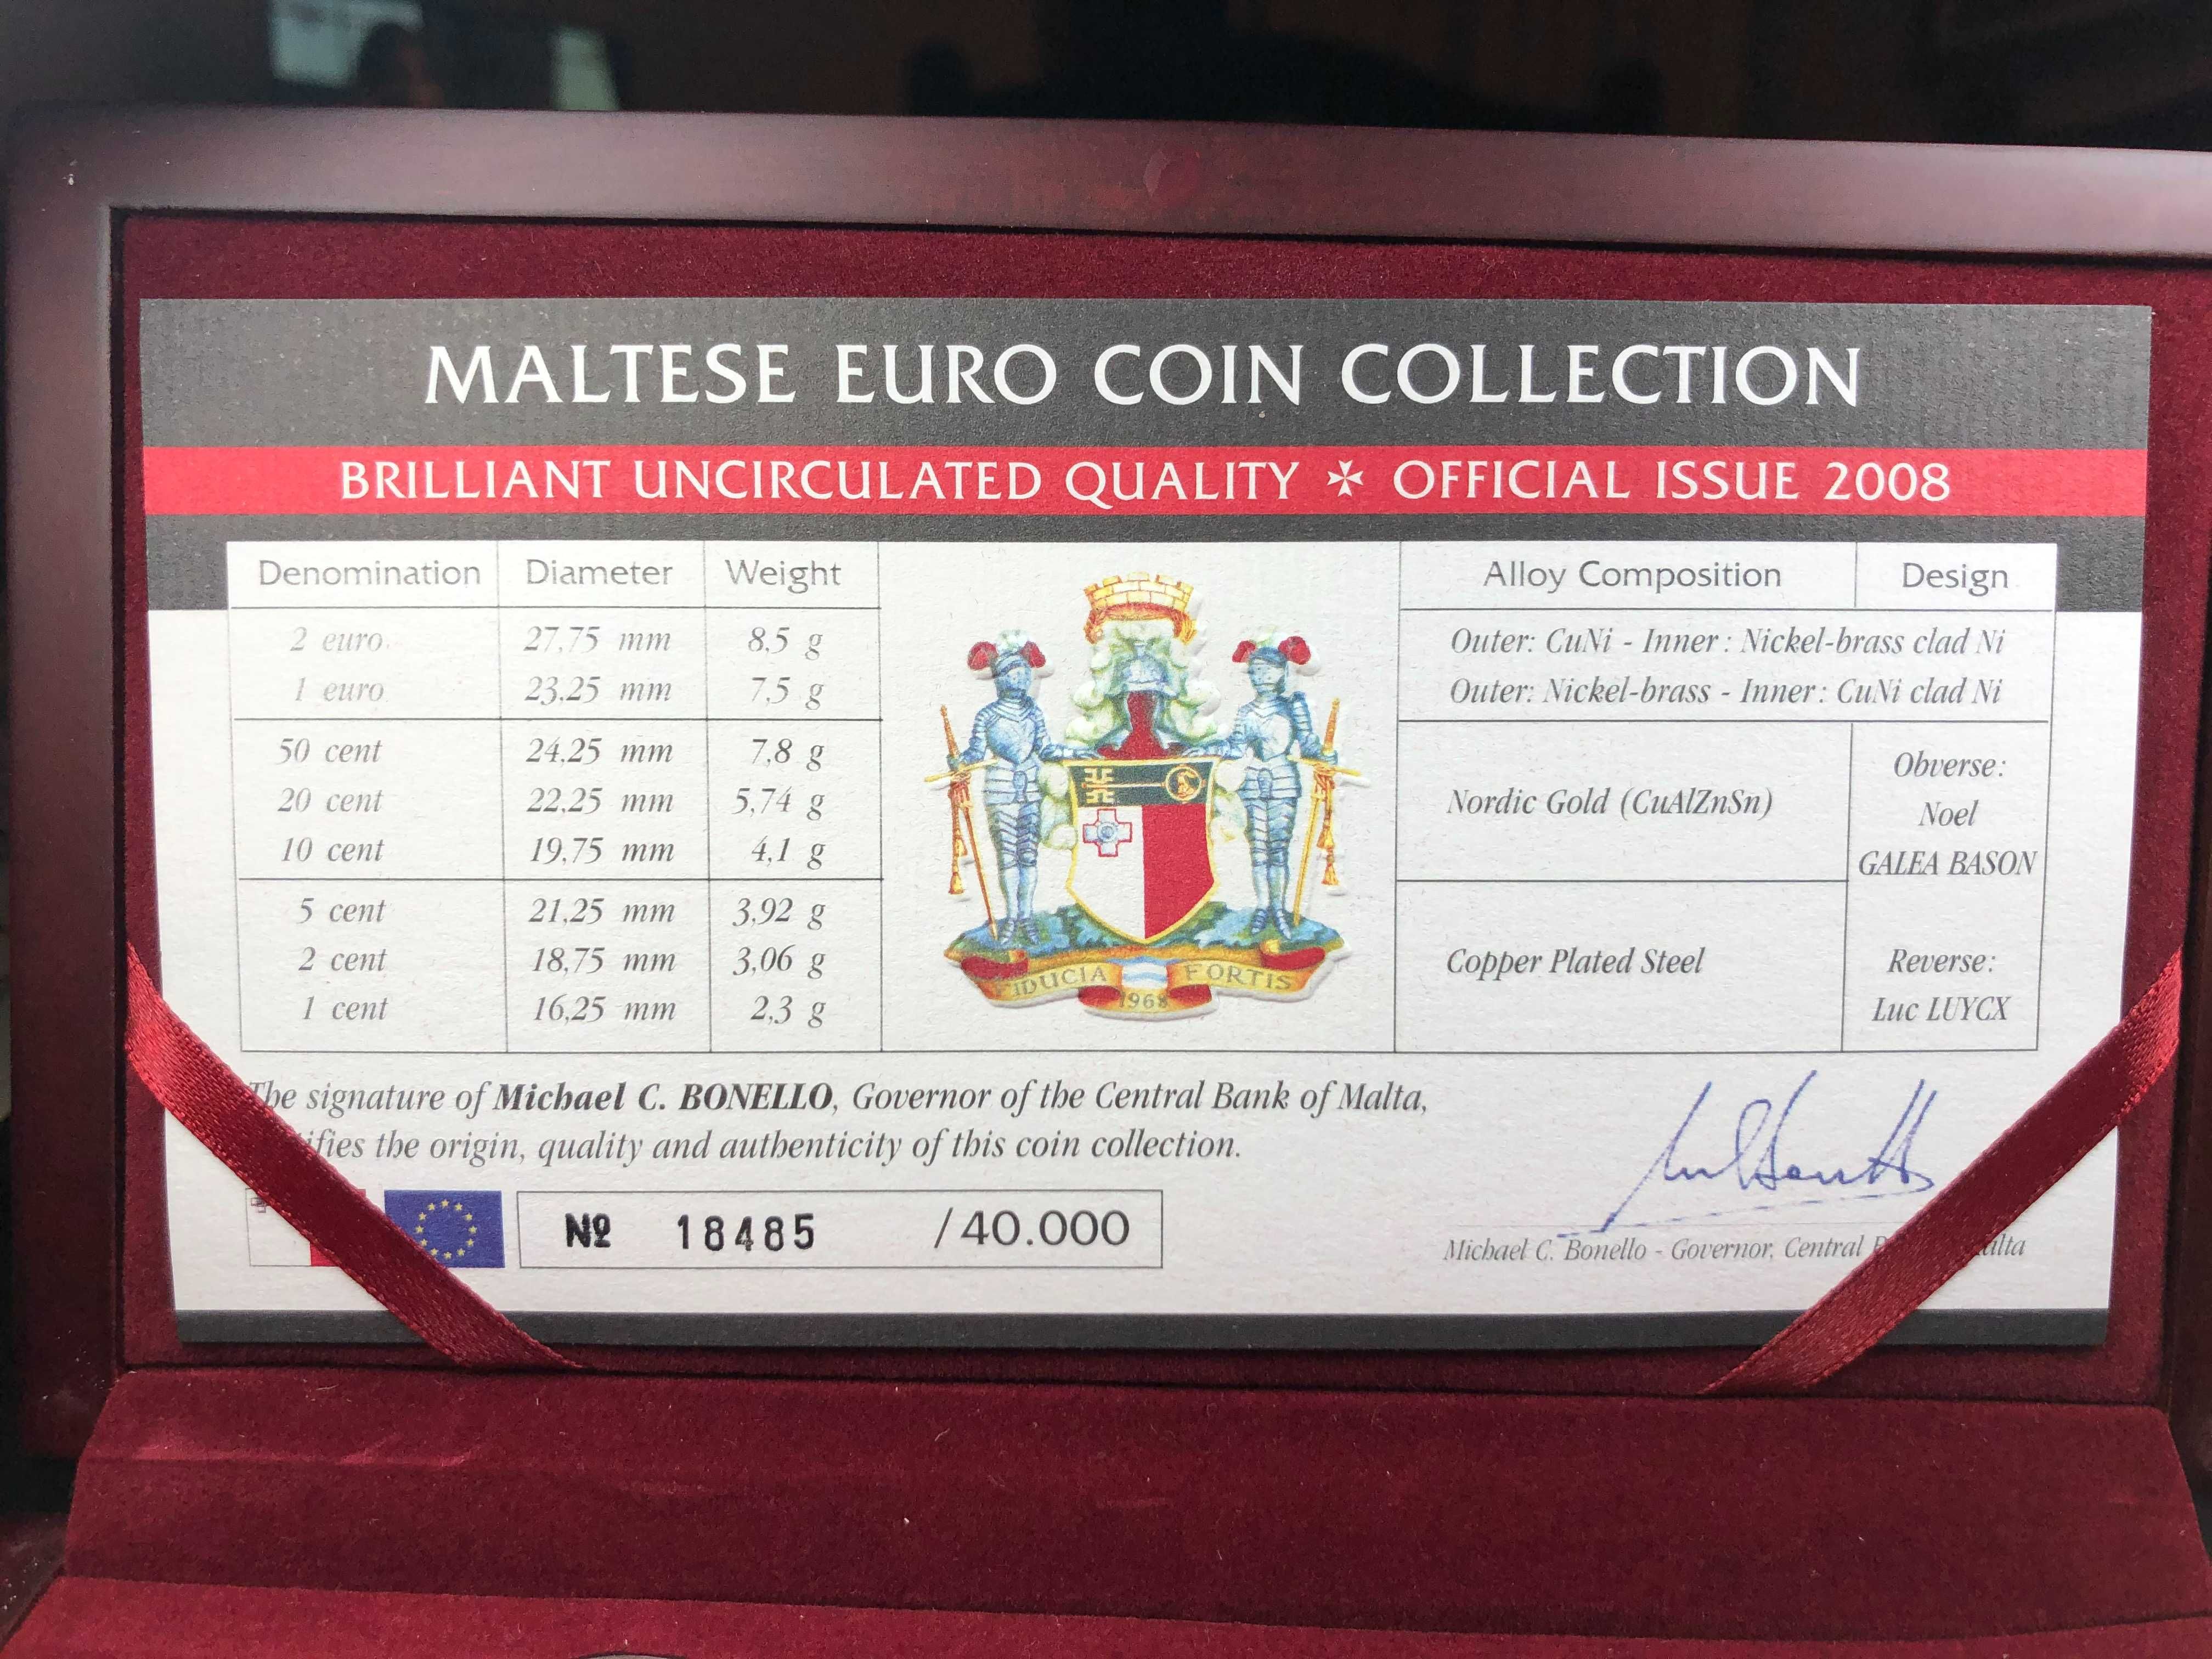 MALTESE EURO COIN COLLECTION
BRILLIANT UNCIRCULATED QUALITY ✠ OFFICIAL ISSUE 2008
Denomination Diameter Weight
2 euro 27,75 mm 8,5 g
1 euro 23,25 mm 7,5 g
50 cent 24,25 mm 7,8 g
20 cent 22,25 mm 5,74 g
10 cent 19,75 mm 4,1 g
5 cent 21,25 mm 3,92 g
2 cent 18,75 mm 3,06 g
1 cent 16,25 mm 2,3 g
FIDUCIA FORTIS
1968
Alloy Composition Design
Outer: CuNi - Inner : Nickel-brass clad Ni
Outer: Nickel-brass - Inner : CuNi clad Ni
Nordic Gold (CuAlZnSn)
Copper Plated Steel
Obverse:
Noel
GALEA BASON
Reverse:
Luc LUYCX
The signature of Michael C. BONELLO, Governor of the Central Bank of Malta,
ifies the origin, quality and authenticity of this coin collection.
Nº 18485 /40.000
Michael C. Bonello - Governor, Central